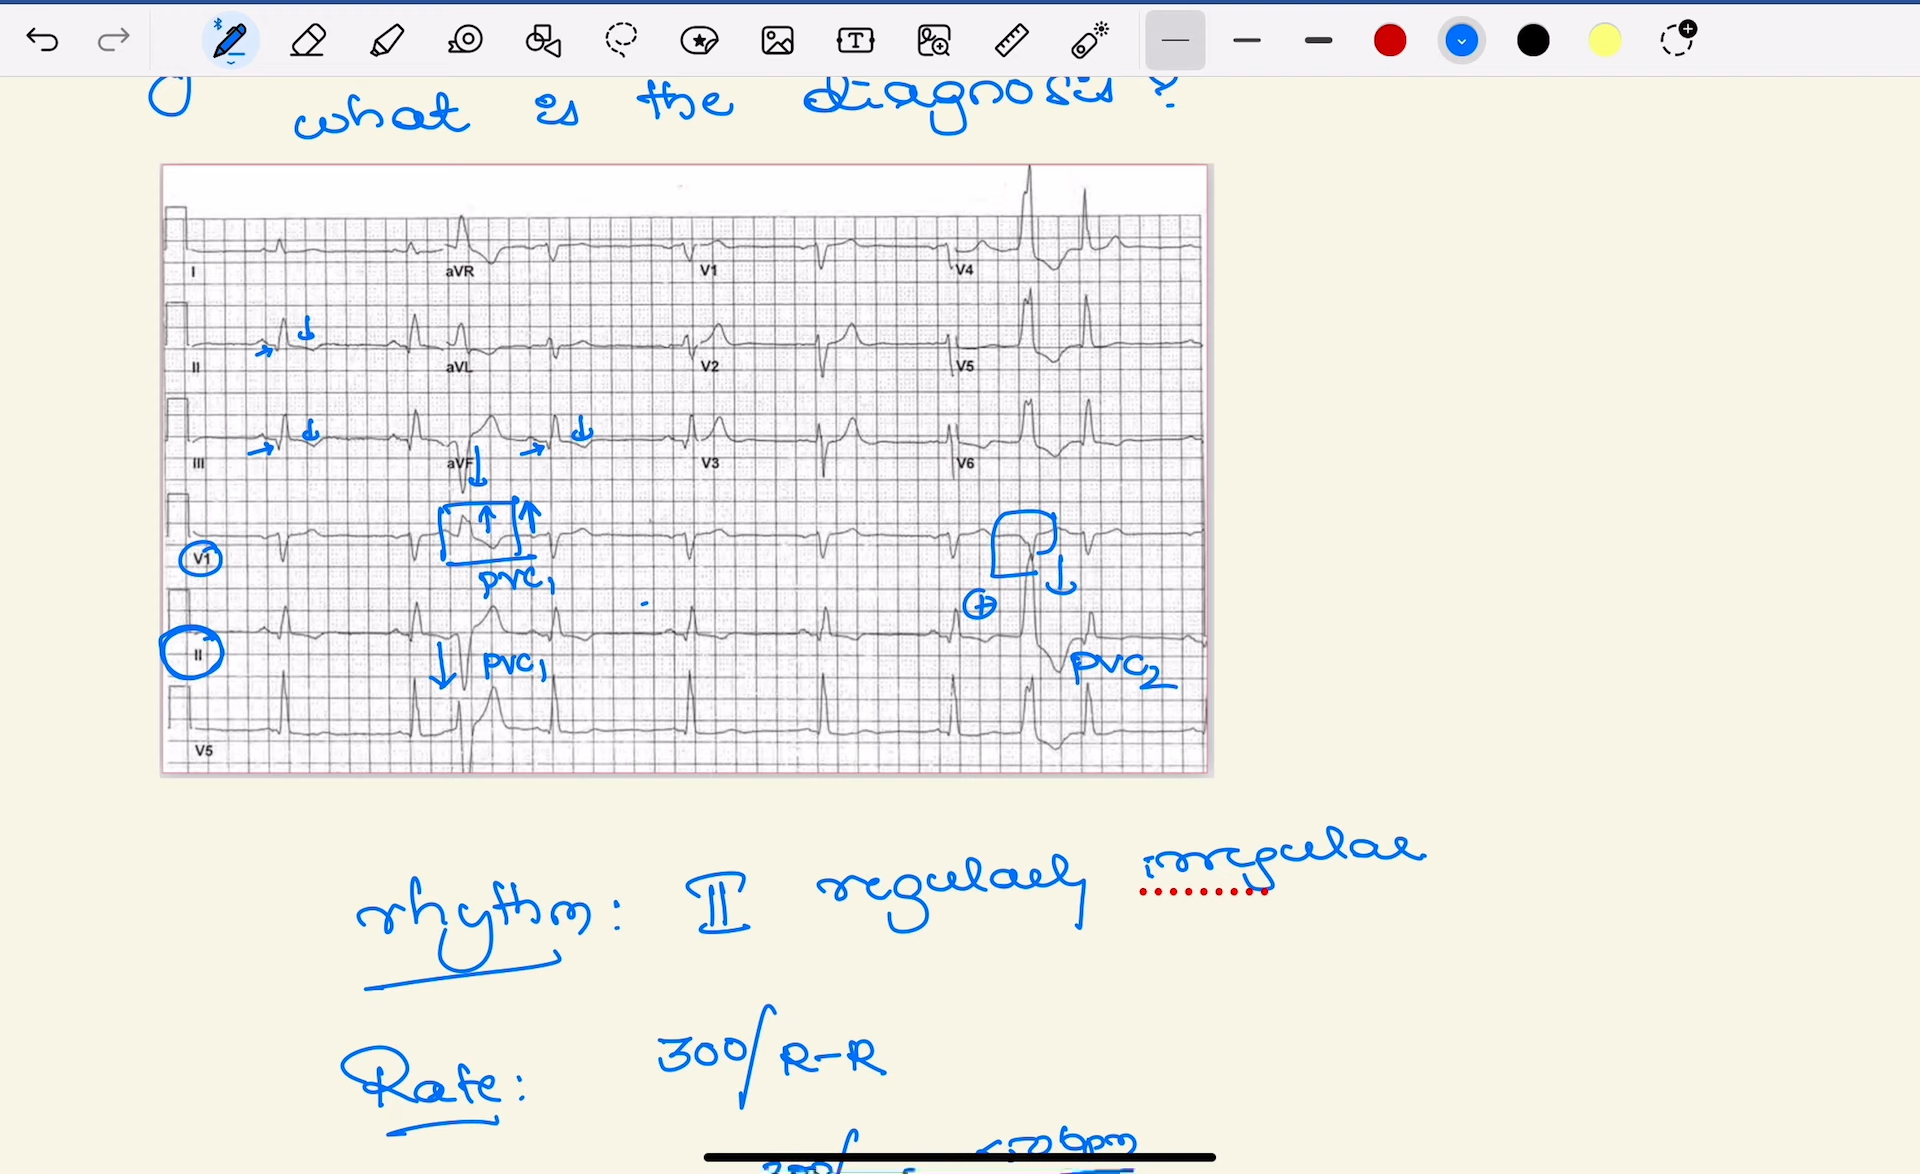 what is the diagnosis?
I aVR V1 V4
II aVL V2 V5
III aVF V3 V6
V1
PVC1
II
PVC1 PVC2
V5
rhythm: II regularly irregular
Rate: 300/R-R